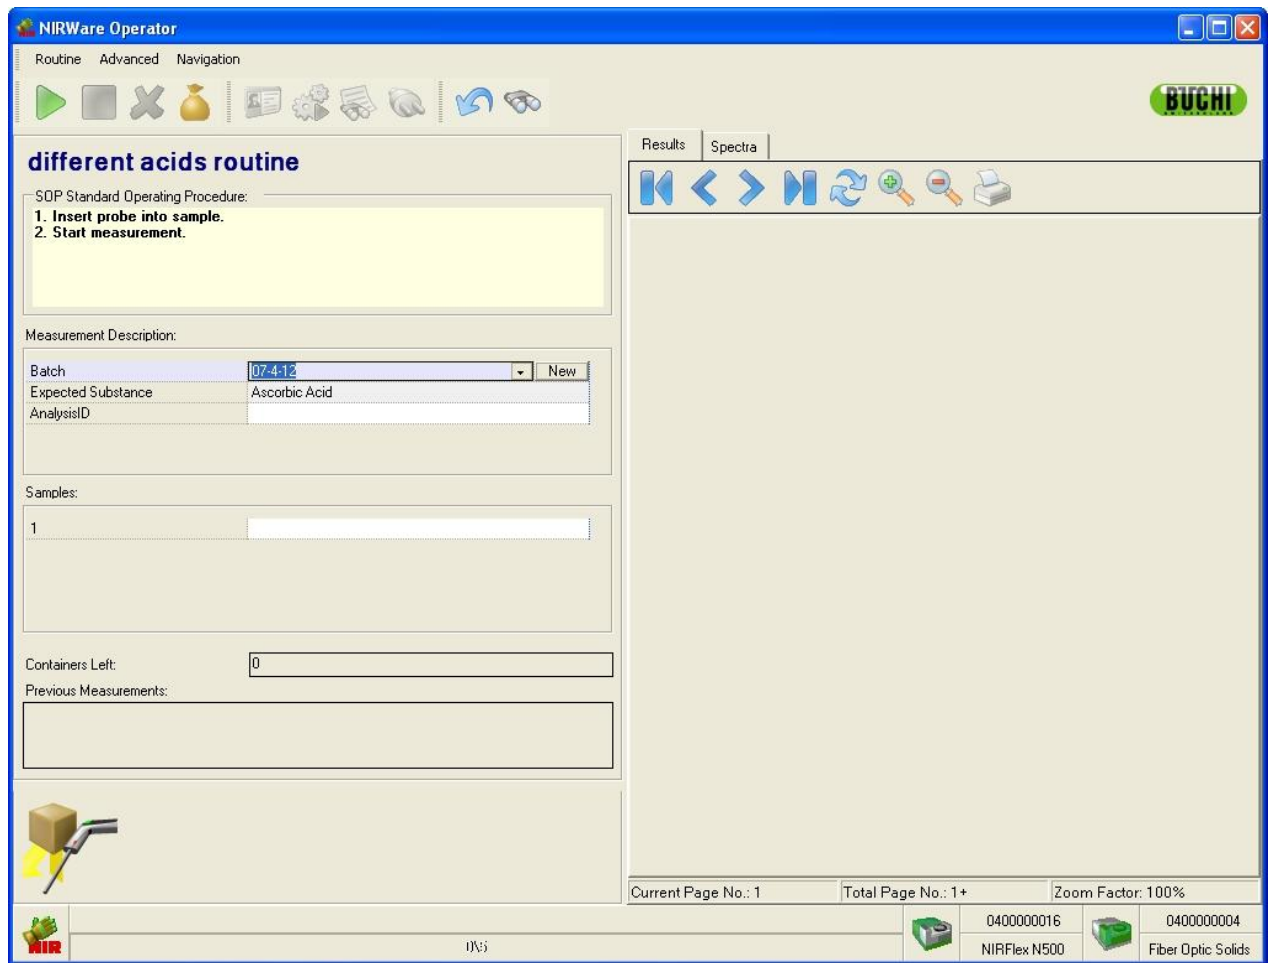 NIRWare Operator
Routine Advanced Navigation
BUCHI
different acids routine
SOP Standard Operating Procedure:
1. Insert probe into sample.
2. Start measurement.
Measurement Description:
Batch 07-4-12 New
Expected Substance Ascorbic Acid
AnalysisID
Samples:
1
Containers Left: 0
Previous Measurements:
Results Spectra
Current Page No.: 1 Total Page No.: 1+ Zoom Factor: 100%
NIR
0400000016
NIRFlex N500
0400000004
Fiber Optic Solids